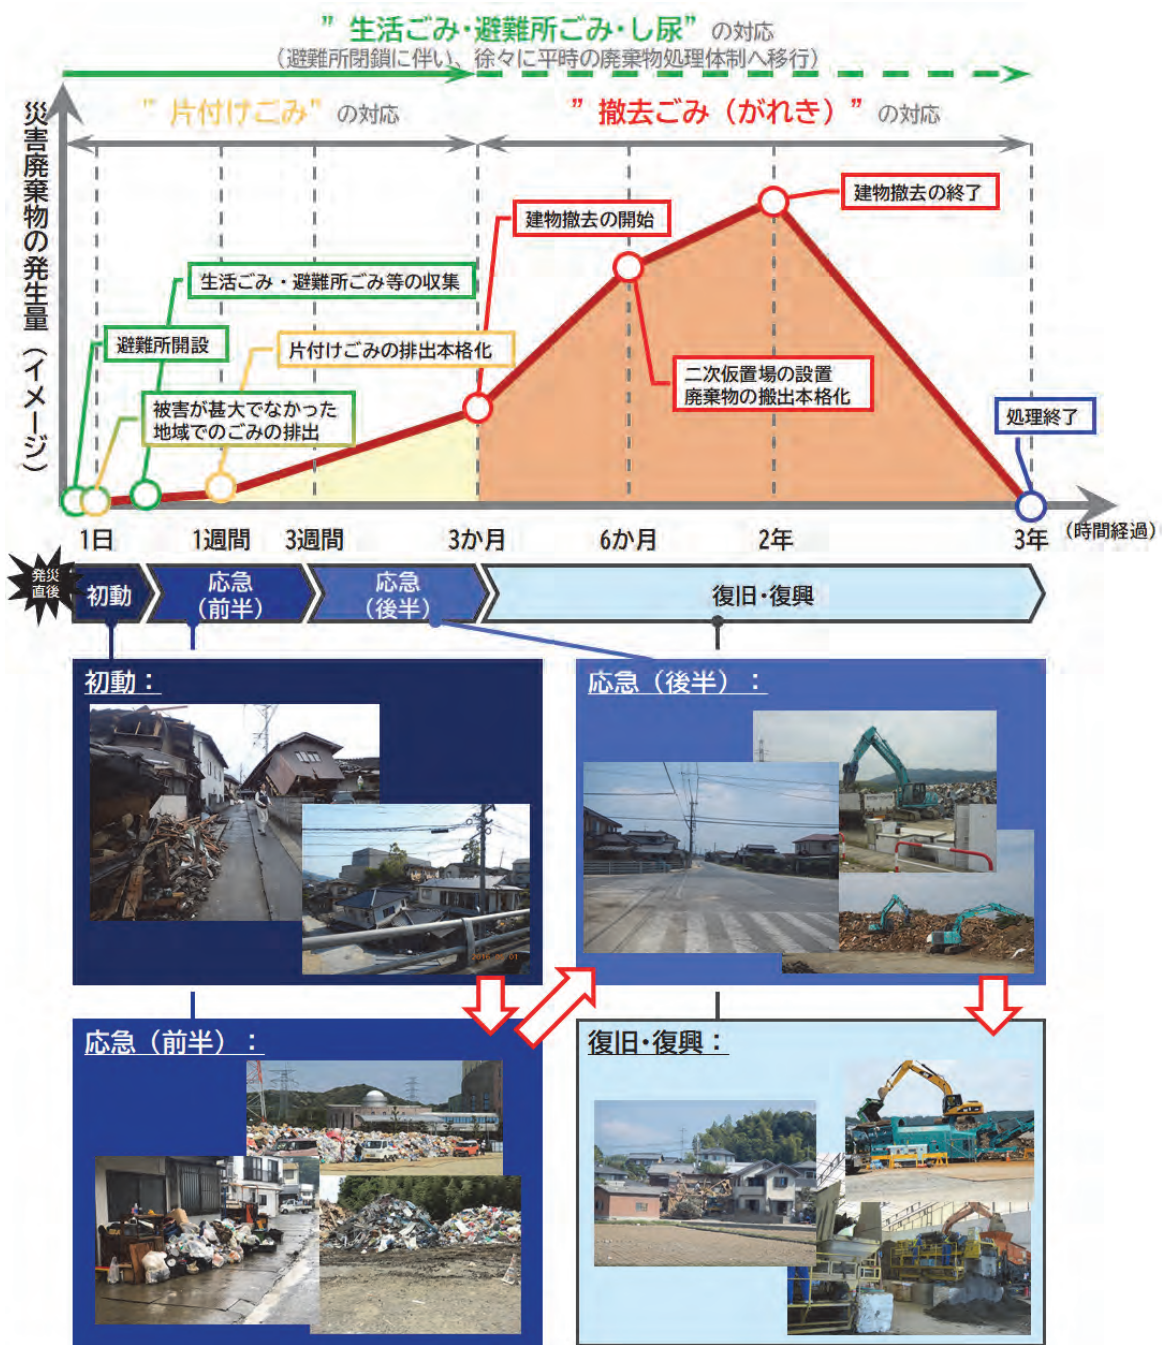 ” 生活ごみ・避難所ごみ・し尿” の対応
(避難所閉鎖に伴い、徐々に平時の廃棄物処理体制へ移行)
” 片付けごみ” の対応
” 撤去ごみ(がれき)” の対応
災害廃棄物の発生量(イメージ)
建物撤去の終了
建物撤去の開始
生活ごみ・避難所ごみ等の収集
避難所開設
片付けごみの排出本格化
二次仮置場の設置
廃棄物の搬出本格化
被害が甚大でなかった
地域でのごみの排出
処理終了
1日
1週間
3週間
3か月
6か月
2年
3年
(時間経過)
発災
直後
初動
応急
(前半)
応急
(後半)
復旧・復興
初動:
応急(後半):
応急(前半):
復旧・復興: